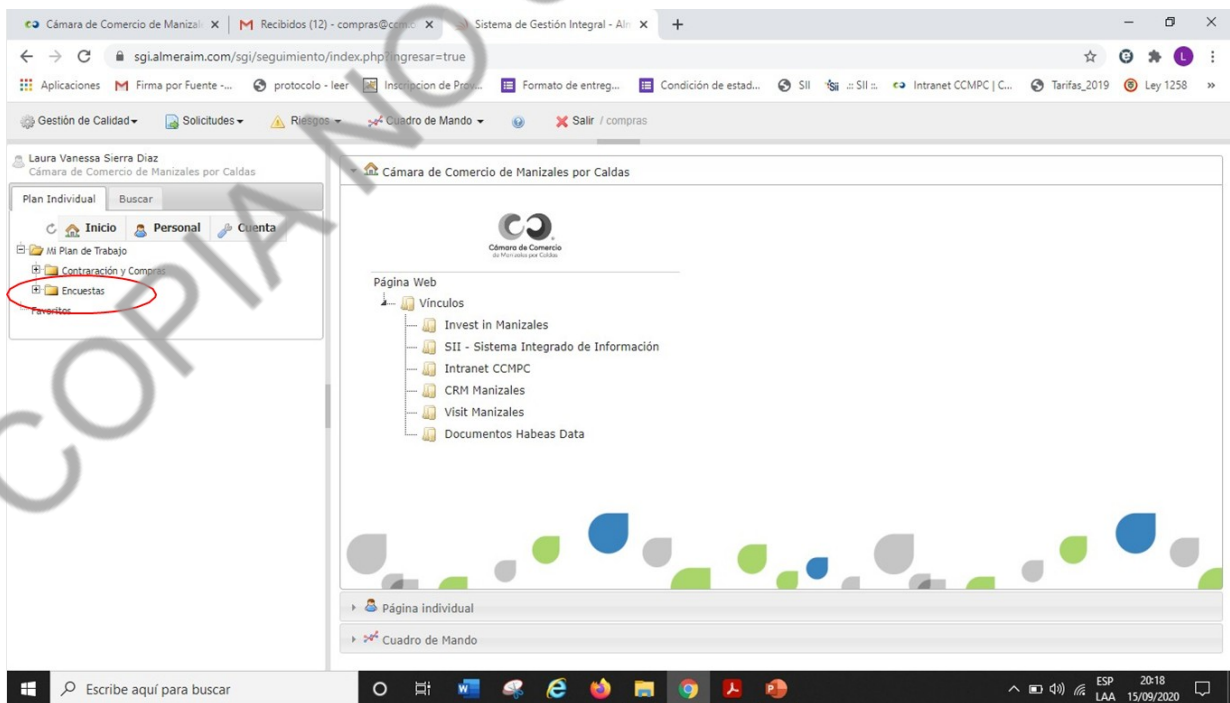 Cámara de Comercio de Manizal
Recibidos (12) - compras@ccm
Sistema de Gestión Integral - Alm
sgi.almeraim.com/sgi/seguimiento/index.php?ingresar=true
L
Aplicaciones
Firma por Fuente -...
protocolo - leer
Inscripcion de Prov...
Formato de entreg...
Condición de estad...
SII
.:: SII ::.
Intranet CCMPC | C...
Tarifas_2019
Ley 1258
»
Gestión de Calidad
Solicitudes
Riesgos
Cuadro de Mando
Salir / compras
Laura Vanessa Sierra Diaz
Cámara de Comercio de Manizales por Caldas
Plan Individual Buscar
Inicio Personal Cuenta
Mi Plan de Trabajo
Contraración y Compras
Encuestas
Favoritos
Cámara de Comercio de Manizales por Caldas
Cámara de Comercio
de Manizales por Caldas
Página Web
Vínculos
Invest in Manizales
SII - Sistema Integrado de Información
Intranet CCMPC
CRM Manizales
Visit Manizales
Documentos Habeas Data
Página individual
Cuadro de Mando
COPIA NO CO
Escribe aquí para buscar
ESP
LAA
20:18
15/09/2020